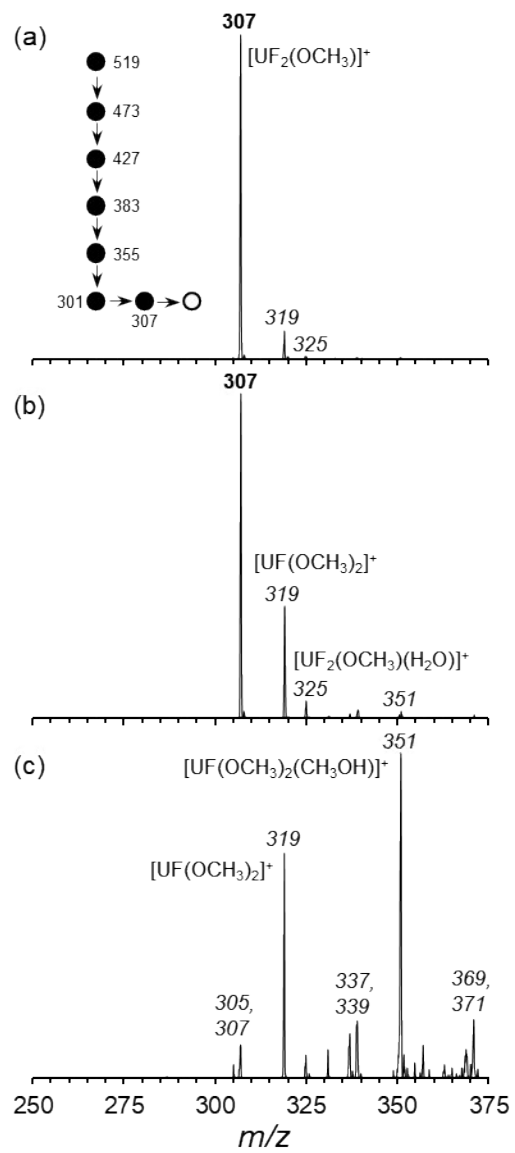 (a)
307
[UF₂(OCH₃)]⁺
519
473
427
383
355
301
307
319
325
(b)
307
[UF(OCH₃)₂]⁺
319
[UF₂(OCH₃)(H₂O)]⁺
325
351
(c)
351
[UF(OCH₃)₂(CH₃OH)]⁺
319
[UF(OCH₃)₂]⁺
305,
307
337,
339
369,
371
250 275 300 325 350 375
m/z